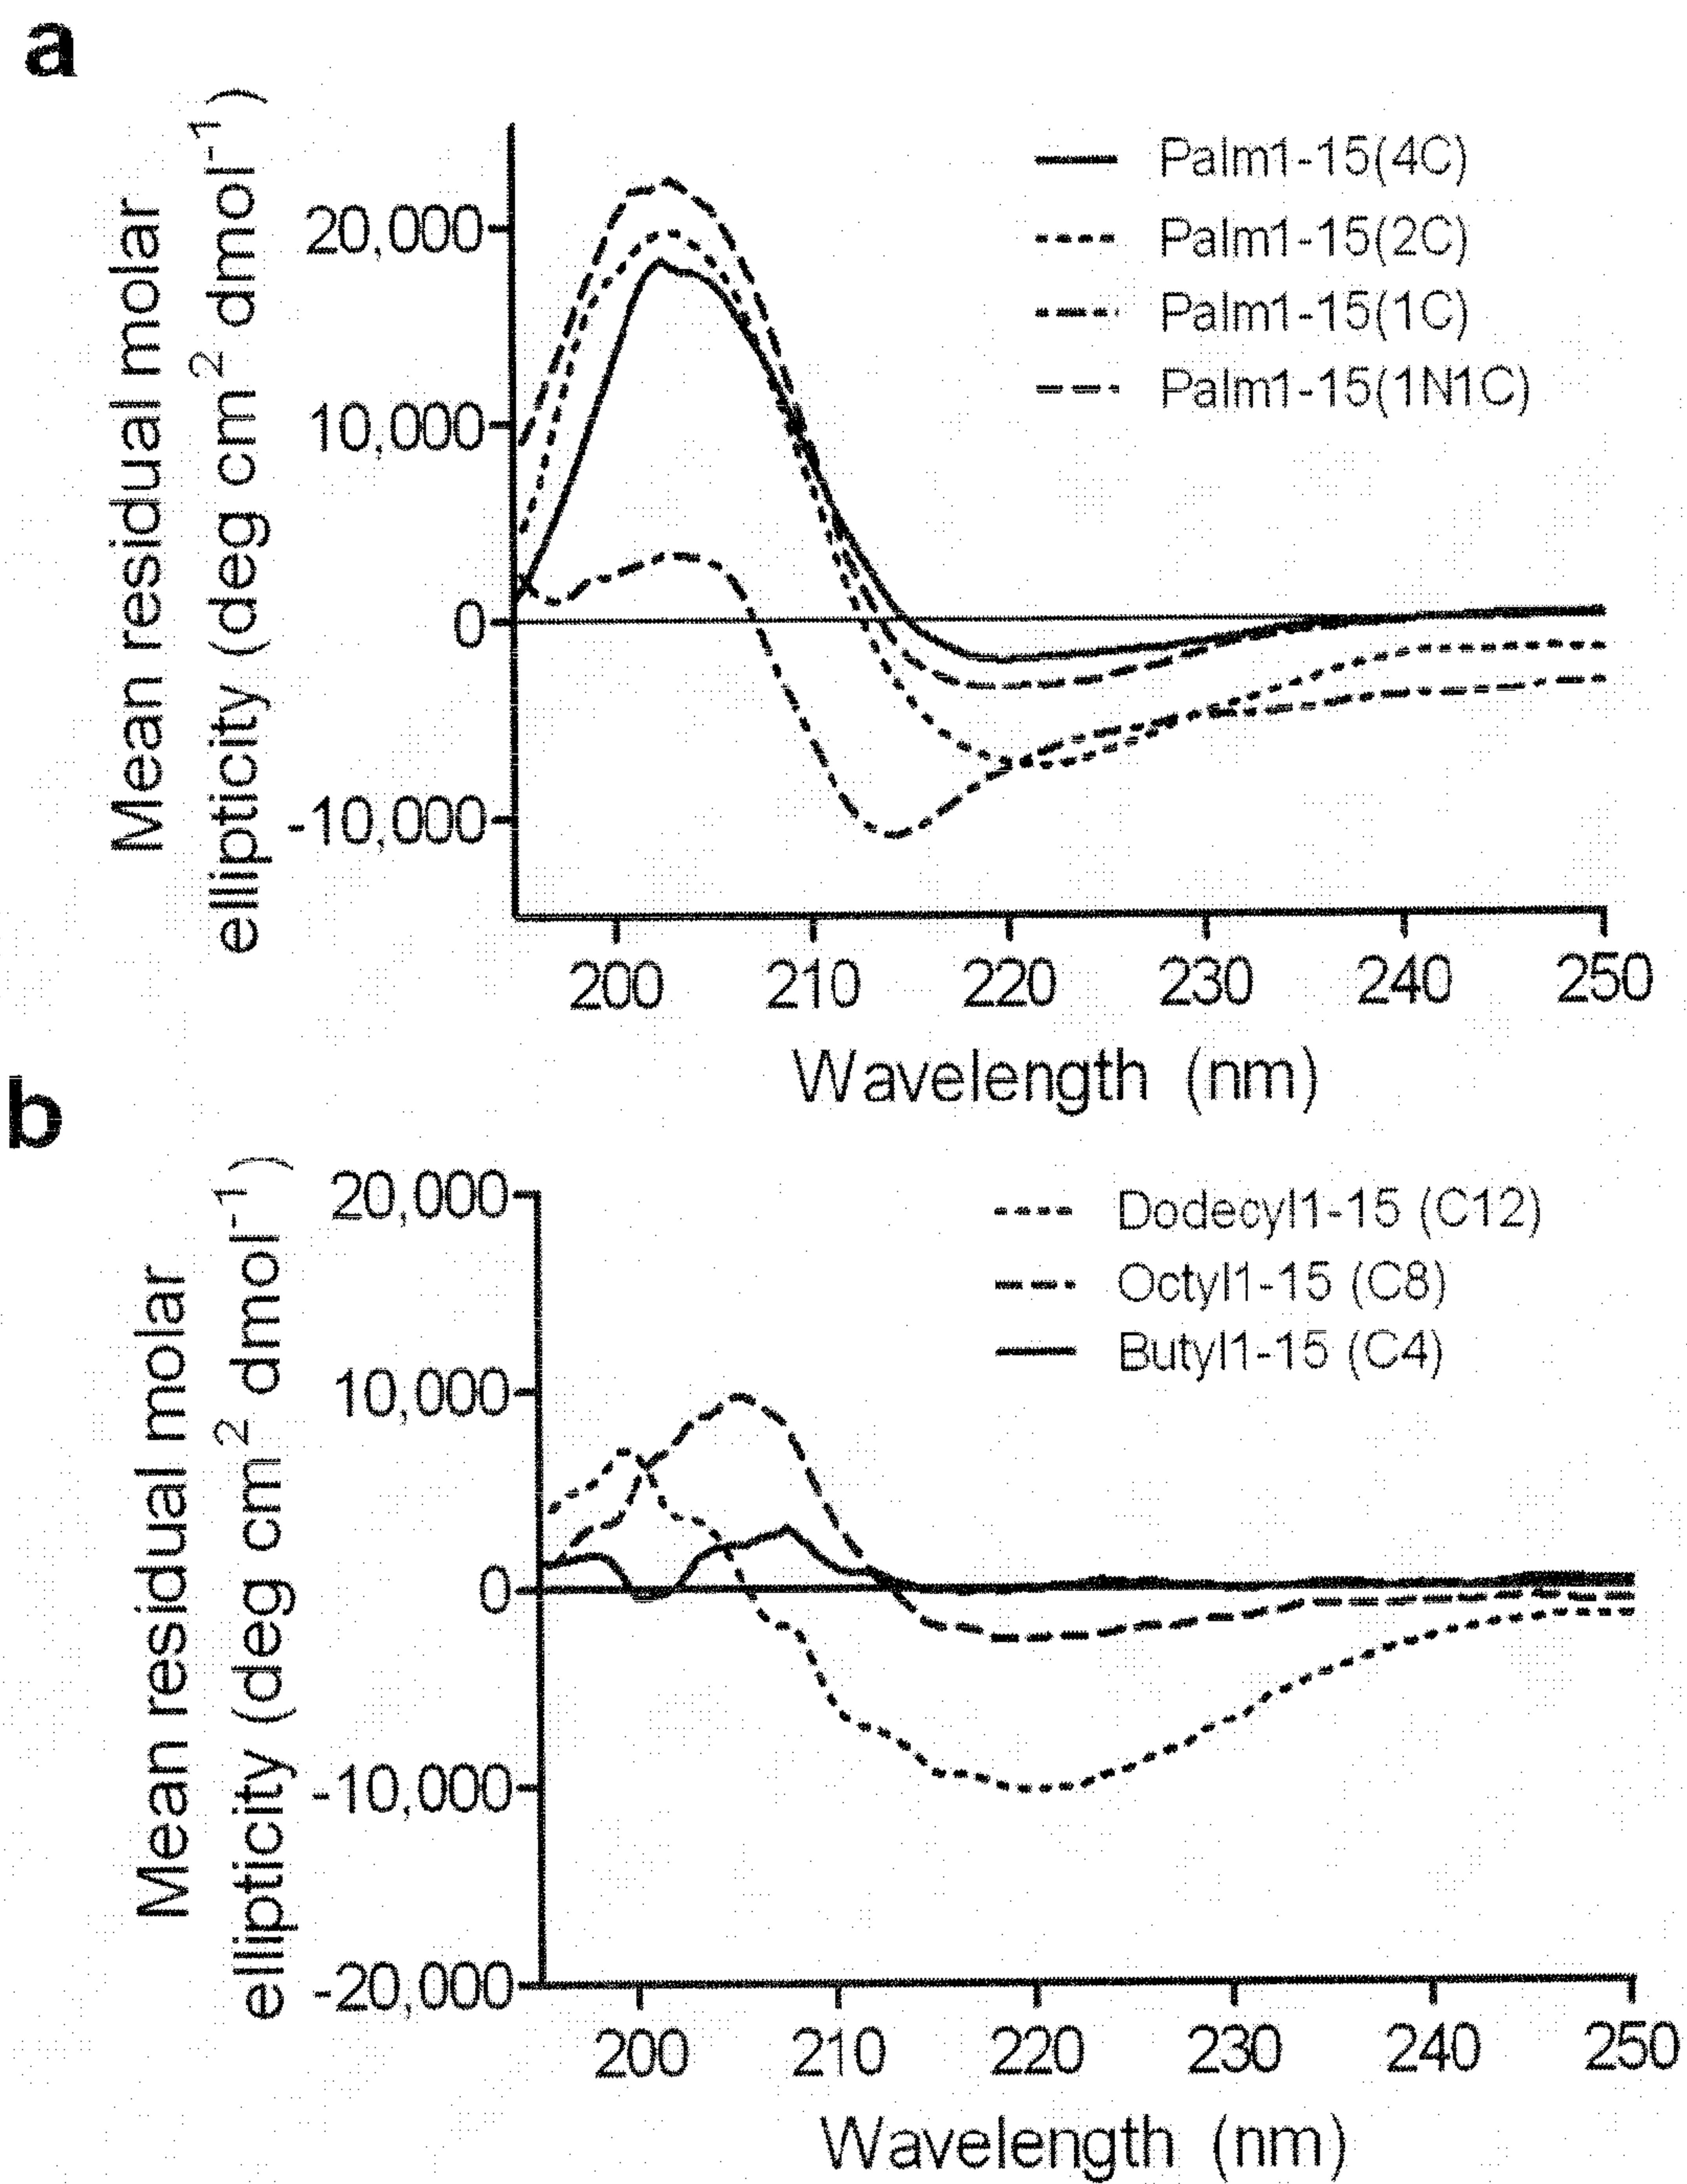 a
Mean residual molar
ellipticity (deg cm² dmol⁻¹)
20,000
10,000
0
-10,000
Palm1-15(4C)
Palm1-15(2C)
Palm1-15(1C)
Palm1-15(1N1C)
200 210 220 230 240 250
Wavelength (nm)
b
Mean residual molar
ellipticity (deg cm² dmol⁻¹)
20,000
10,000
0
-10,000
-20,000
Dodecyl1-15 (C12)
Octyl1-15 (C8)
Butyl1-15 (C4)
200 210 220 230 240 250
Wavelength (nm)